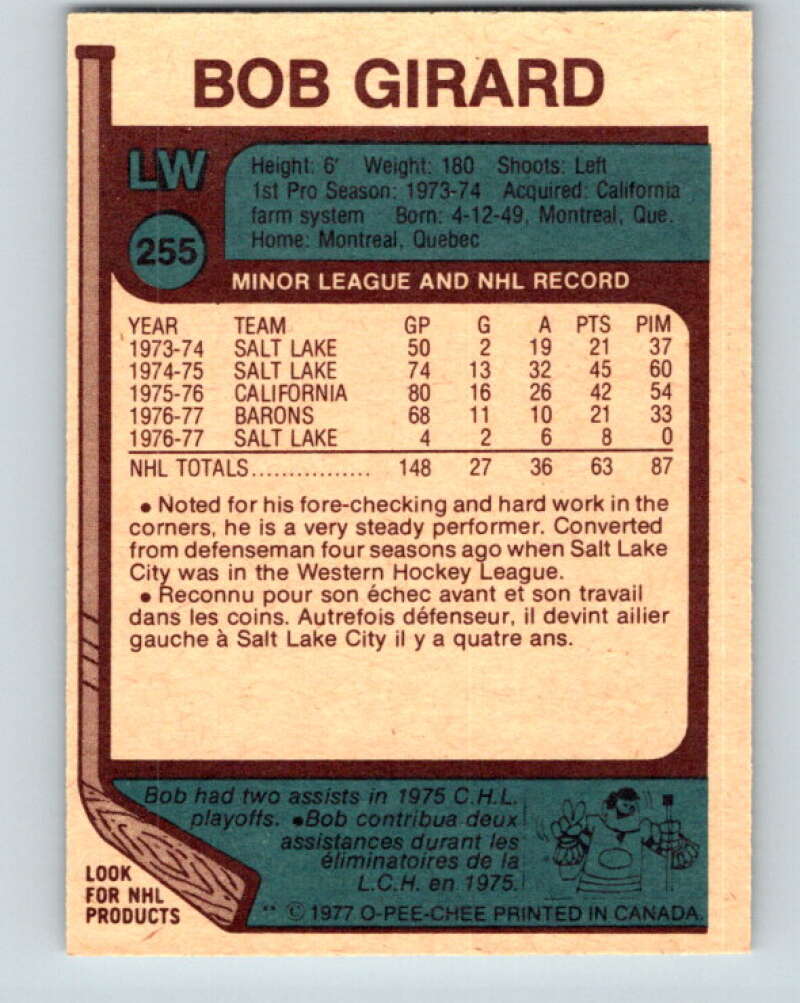 BOB GIRARD
LW
Height: 6' Weight: 180 Shoots: Left
1st Pro Season: 1973-74 Acquired: California
farm system Born: 4-12-49, Montreal, Que.
Home: Montreal, Quebec
255
MINOR LEAGUE AND NHL RECORD
YEAR TEAM GP G A PTS PIM
1973-74 SALT LAKE 50 2 19 21 37
1974-75 SALT LAKE 74 13 32 45 60
1975-76 CALIFORNIA 80 16 26 42 54
1976-77 BARONS 68 11 10 21 33
1976-77 SALT LAKE 4 2 6 8 0
NHL TOTALS................ 148 27 36 63 87
• Noted for his fore-checking and hard work in the
corners, he is a very steady performer. Converted
from defenseman four seasons ago when Salt Lake
City was in the Western Hockey League.
• Reconnu pour son échec avant et son travail
dans les coins. Autrefois défenseur, il devint ailier
gauche à Salt Lake City il y a quatre ans.
Bob had two assists in 1975 C.H.L.
playoffs. •Bob contribua deux
assistances durant les
éliminatoires de la
L.C.H. en 1975.
LOOK
FOR NHL
PRODUCTS
** © 1977 O-PEE-CHEE PRINTED IN CANADA.